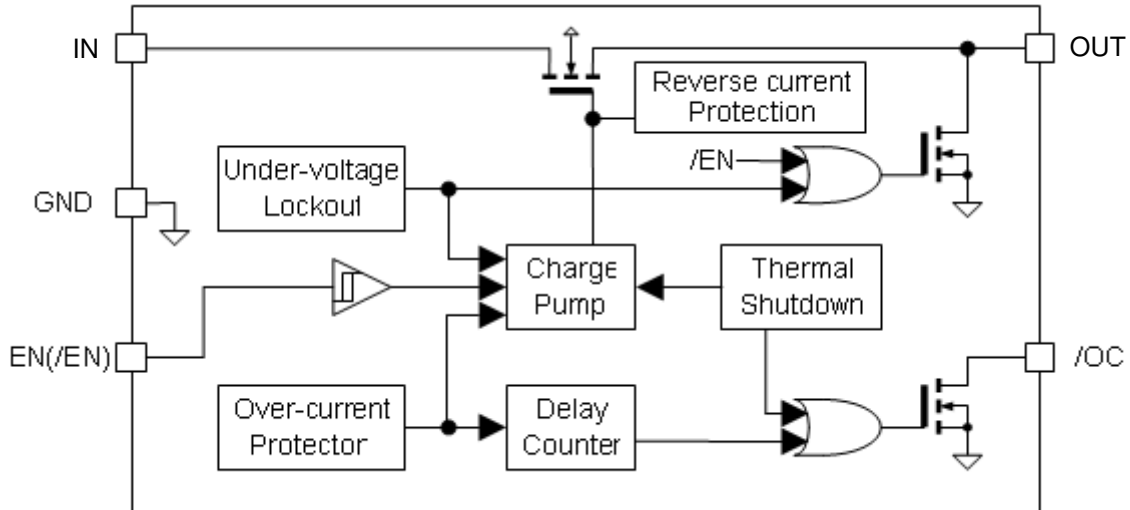 IN
OUT
Reverse current
Protection
/EN
Under-voltage
Lockout
GND
Charge
Pump
Thermal
Shutdown
EN(/EN)
/OC
Over-current
Protector
Delay
Counter